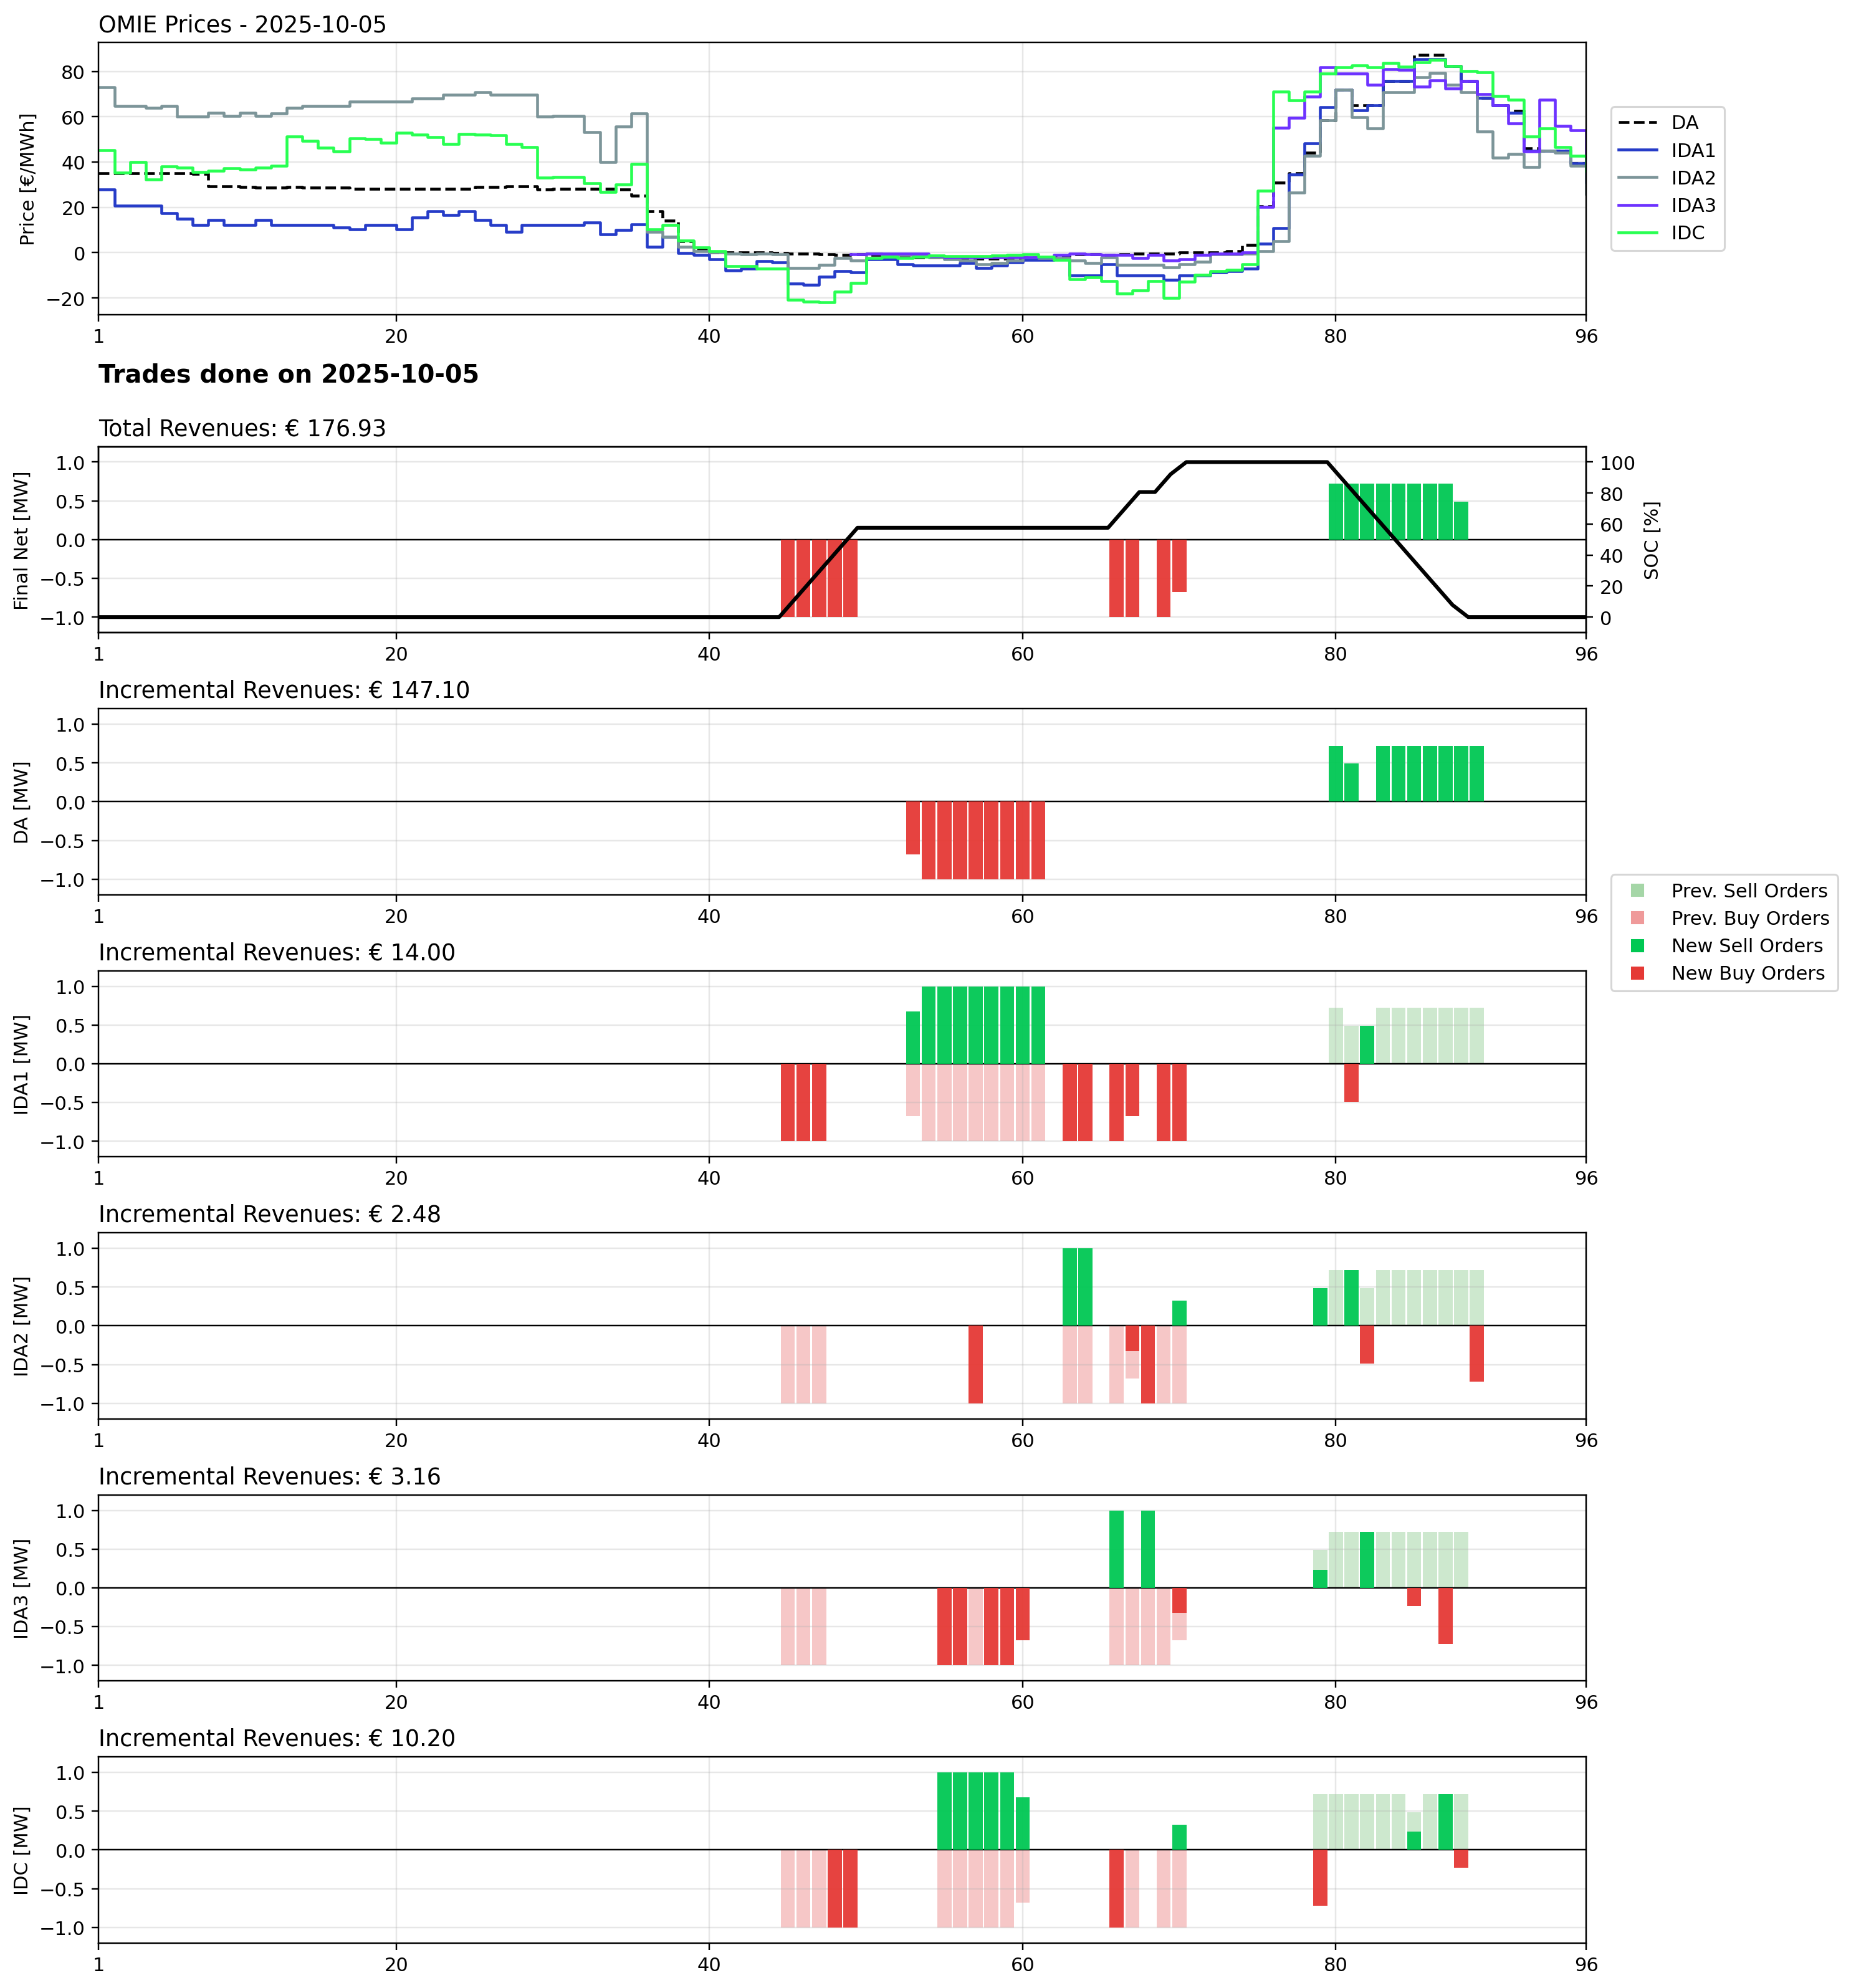 OMIE Prices - 2025-10-05
Price [€/MWh]
80
60
40
20
0
−20
1 20 40 60 80 96
DA
IDA1
IDA2
IDA3
IDC
Trades done on 2025-10-05
Total Revenues: € 176.93
Final Net [MW]
1.0
0.5
0.0
−0.5
−1.0
100
80
60
40
20
0
SOC [%]
1 20 40 60 80 96
Incremental Revenues: € 147.10
DA [MW]
1.0
0.5
0.0
−0.5
−1.0
1 20 40 60 80 96
Prev. Sell Orders
Prev. Buy Orders
New Sell Orders
New Buy Orders
Incremental Revenues: € 14.00
IDA1 [MW]
1.0
0.5
0.0
−0.5
−1.0
1 20 40 60 80 96
Incremental Revenues: € 2.48
IDA2 [MW]
1.0
0.5
0.0
−0.5
−1.0
1 20 40 60 80 96
Incremental Revenues: € 3.16
IDA3 [MW]
1.0
0.5
0.0
−0.5
−1.0
1 20 40 60 80 96
Incremental Revenues: € 10.20
IDC [MW]
1.0
0.5
0.0
−0.5
−1.0
1 20 40 60 80 96